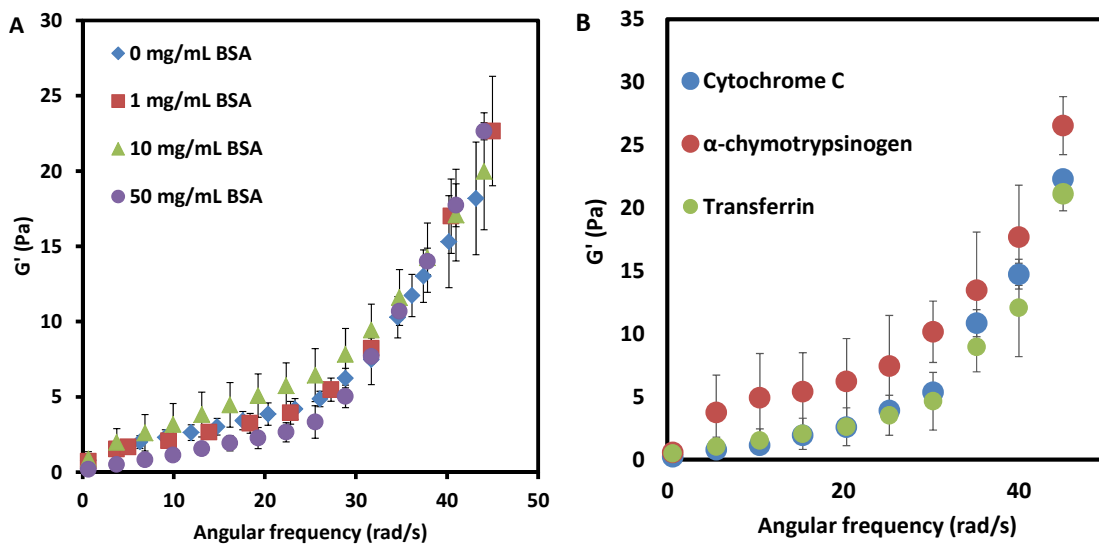 A
G' (Pa)
30
25
20
15
10
5
0
0 mg/mL BSA
1 mg/mL BSA
10 mg/mL BSA
50 mg/mL BSA
0 10 20 30 40 50
Angular frequency (rad/s)
B
G' (Pa)
35
30
25
20
15
10
5
0
Cytochrome C
α-chymotrypsinogen
Transferrin
0 20 40
Angular frequency (rad/s)